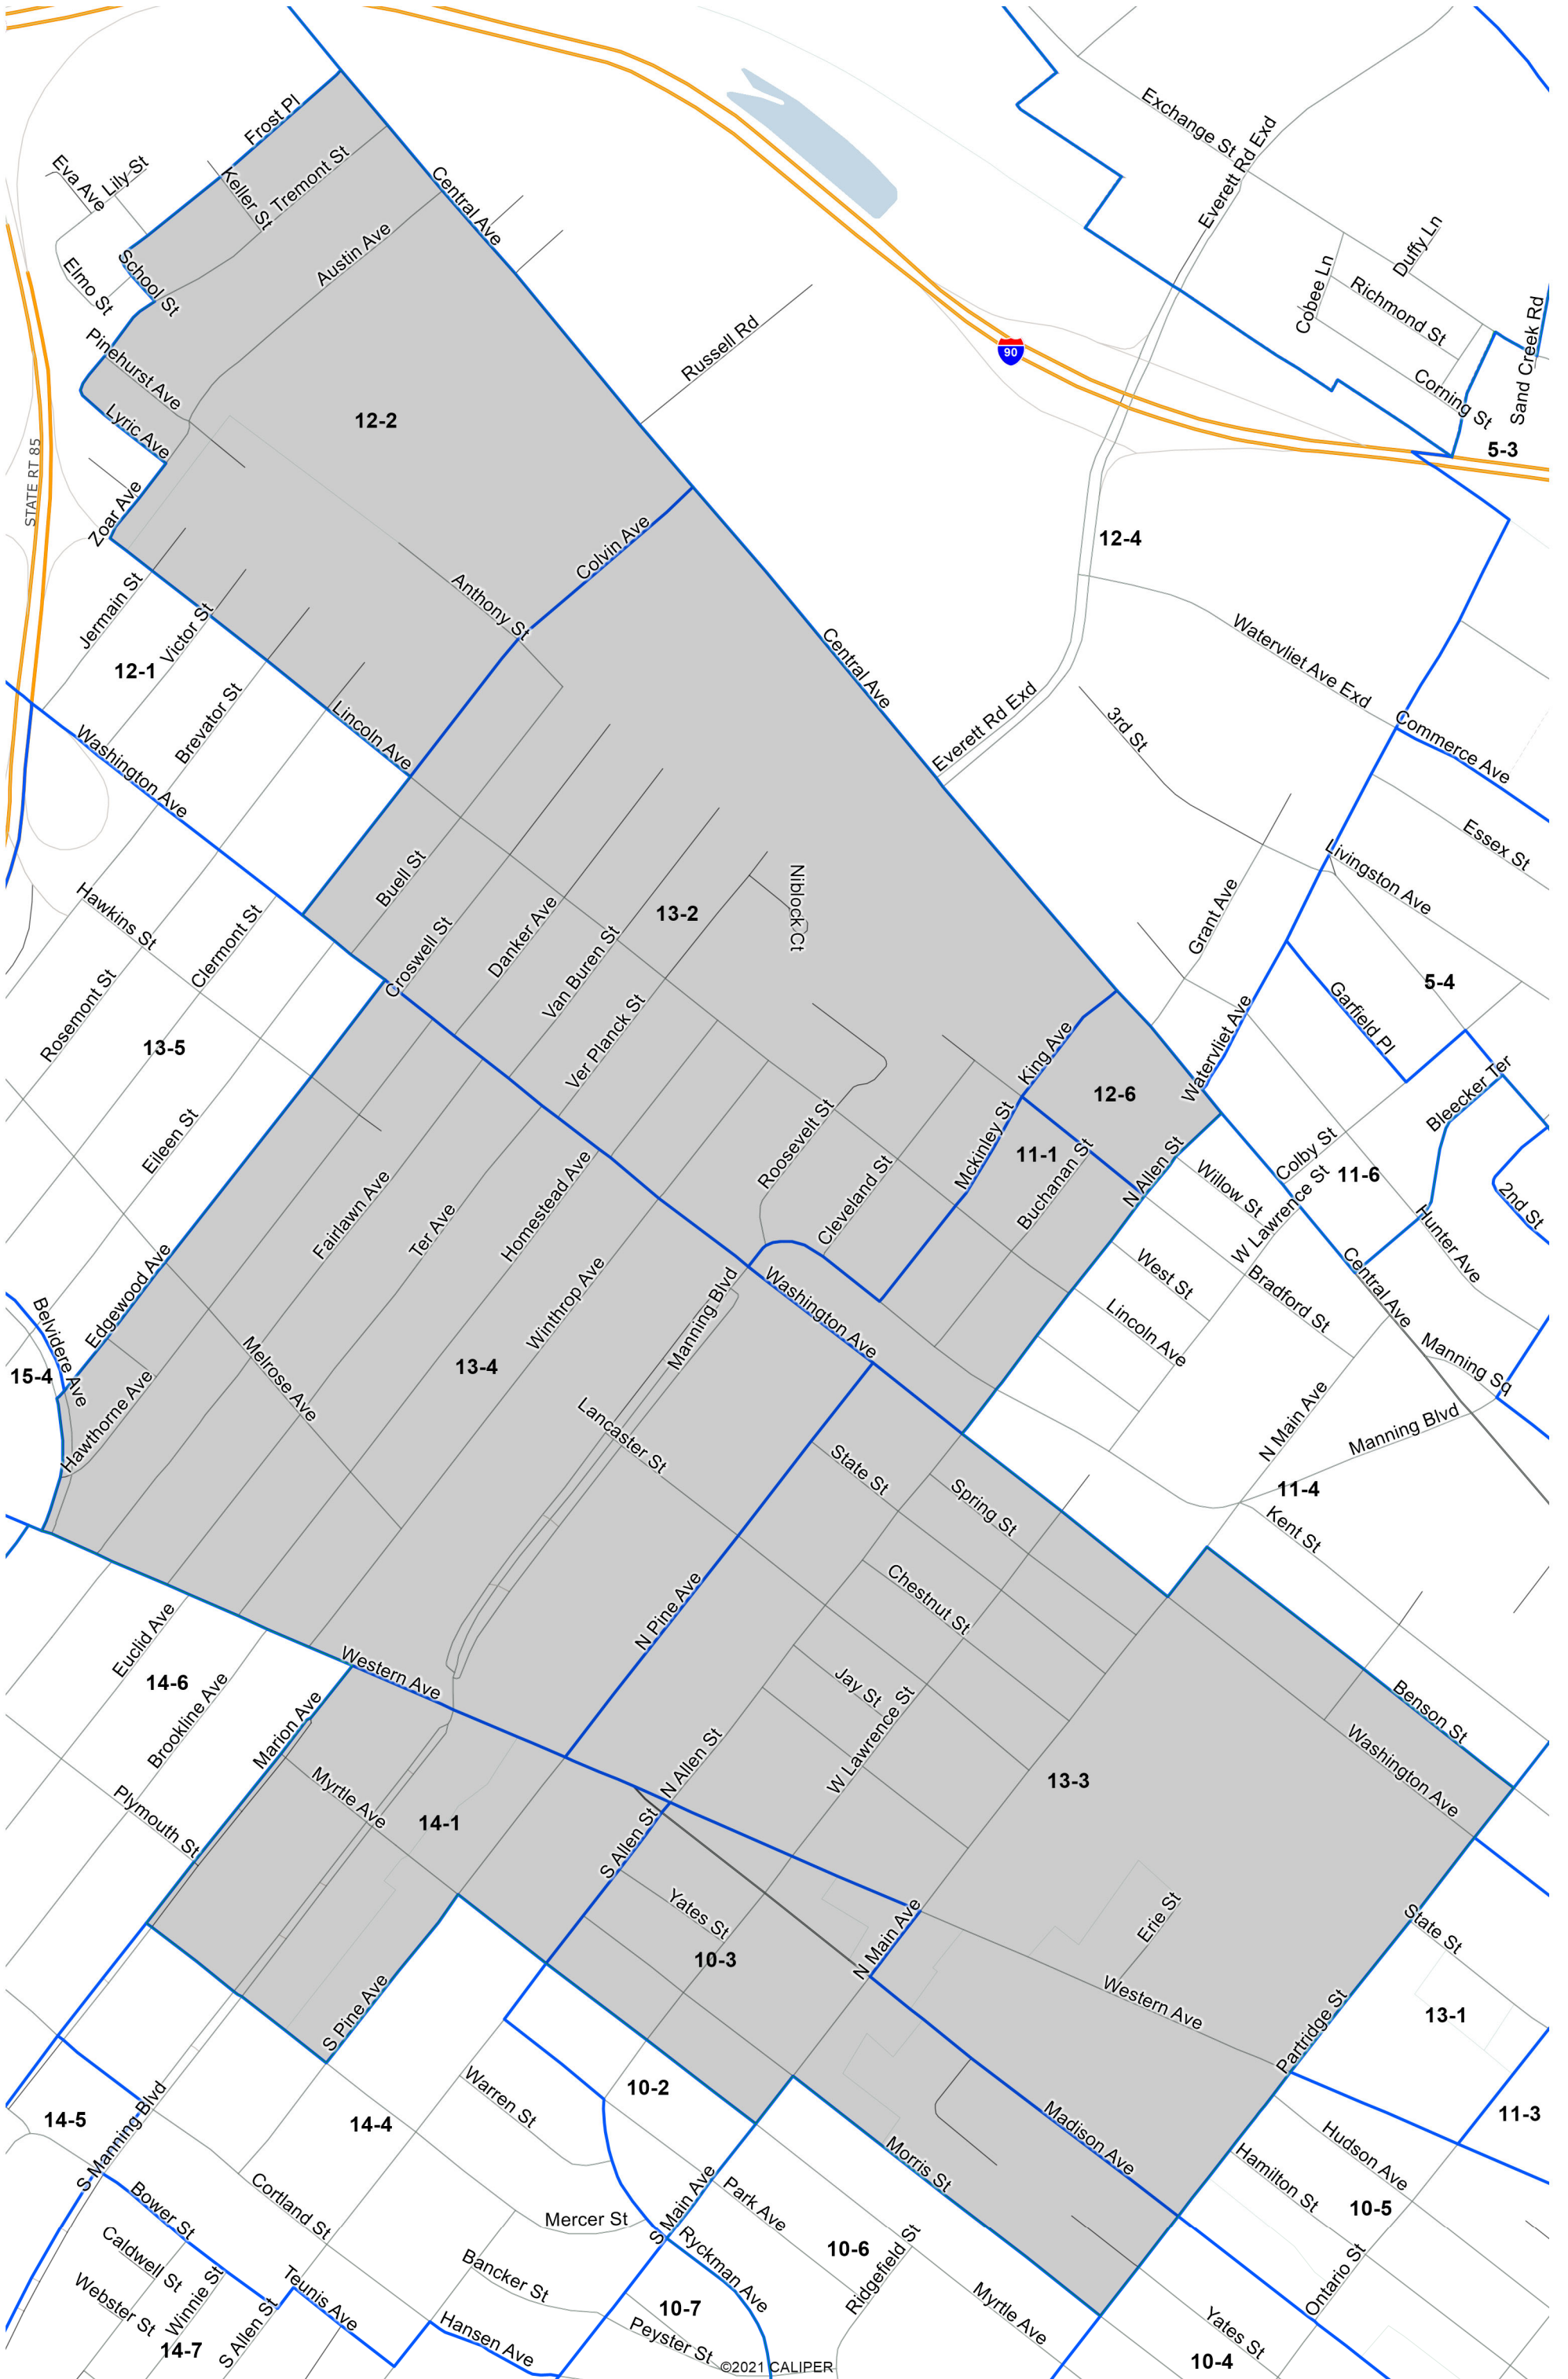 Frost Pl
Exchange St
Everett Rd Exd
Eva Ave
Lily St
Keller St
Tremont St
Central Ave
Austin Ave
Everett Rd Exd
Duffy Ln
Elmo St
School St
Cobee Ln
Richmond St
Sand Creek Rd
Pinehurst Ave
Russell Rd
90
Corning St
Lyric Ave
12-2
5-3
STATE RT 85
Zoar Ave
Colvin Ave
12-4
Anthony St
Jermain St
Victor St
12-1
Watervliet Ave Exd
Central Ave
Brevator St
Lincoln Ave
Everett Rd Exd
3rd St
Commerce Ave
Washington Ave
Essex St
Livingston Ave
Buell St
Niblock Ct
Hawkins St
Clermont St
13-2
Grant Ave
Croswell St
Danker Ave
Van Buren St
5-4
Rosemont St
Garfield Pl
Ver Planck St
13-5
King Ave
Watervliet Ave
12-6
Bleecker Ter
Eileen St
Roosevelt St
Mckinley St
11-1
Buchanan St
N Allen St
Colby St
11-6
Willow St
W Lawrence St
2nd St
Fairlawn Ave
Ter Ave
Homestead Ave
Cleveland St
Hunter Ave
Edgewood Ave
West St
Bradford St
Central Ave
Belvidere Ave
Winthrop Ave
Manning Blvd
Washington Ave
Lincoln Ave
15-4
Melrose Ave
13-4
Manning Sq
Hawthorne Ave
Lancaster St
N Main Ave
Manning Blvd
State St
Spring St
11-4
Kent St
Chestnut St
N Pine Ave
Euclid Ave
14-6
Western Ave
Jay St
Brookline Ave
Marion Ave
W Lawrence St
Benson St
N Allen St
Washington Ave
Myrtle Ave
13-3
Plymouth St
14-1
S Allen St
Yates St
N Main Ave
Erie St
State St
10-3
Western Ave
S Pine Ave
Partridge St
13-1
Warren St
10-2
14-5
14-4
Madison Ave
11-3
S Manning Blvd
Morris St
Hudson Ave
Hamilton St
Cortland St
Bower St
S Main Ave
Park Ave
10-5
Mercer St
Caldwell St
Ryckman Ave
10-6
Ridgefield St
Bancker St
Teunis Ave
Webster St
Winnie St
Myrtle Ave
Ontario St
10-7
S Allen St
Hansen Ave
Peyster St
Yates St
14-7
10-4
©2021 CALIPER